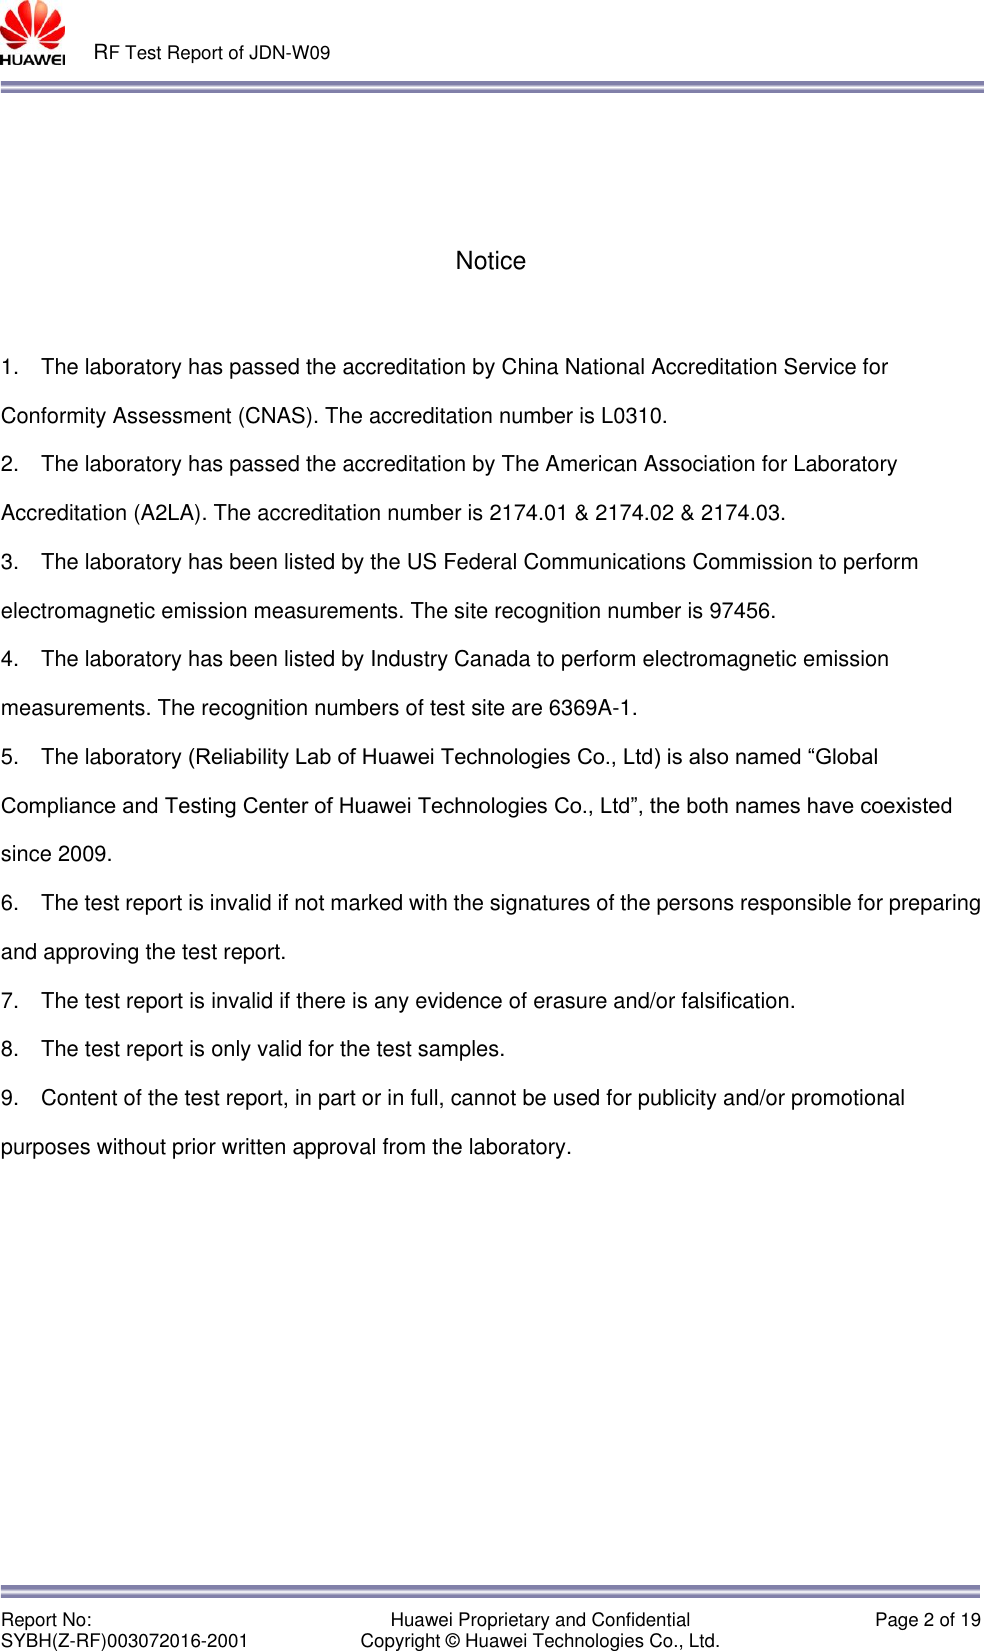 HUAWEI
RF Test Report of JDN-W09
Notice
1. The laboratory has passed the accreditation by China National Accreditation Service for
Conformity Assessment (CNAS). The accreditation number is L0310.
2. The laboratory has passed the accreditation by The American Association for Laboratory
Accreditation (A2LA). The accreditation number is 2174.01 & 2174.02 & 2174.03.
3. The laboratory has been listed by the US Federal Communications Commission to perform
electromagnetic emission measurements. The site recognition number is 97456.
4. The laboratory has been listed by Industry Canada to perform electromagnetic emission
measurements. The recognition numbers of test site are 6369A-1.
5. The laboratory (Reliability Lab of Huawei Technologies Co., Ltd) is also named “Global
Compliance and Testing Center of Huawei Technologies Co., Ltd”, the both names have coexisted
since 2009.
6. The test report is invalid if not marked with the signatures of the persons responsible for preparing
and approving the test report.
7. The test report is invalid if there is any evidence of erasure and/or falsification.
8. The test report is only valid for the test samples.
9. Content of the test report, in part or in full, cannot be used for publicity and/or promotional
purposes without prior written approval from the laboratory.
Report No:
SYBH(Z-RF)003072016-2001
Huawei Proprietary and Confidential
Copyright © Huawei Technologies Co., Ltd.
Page 2 of 19